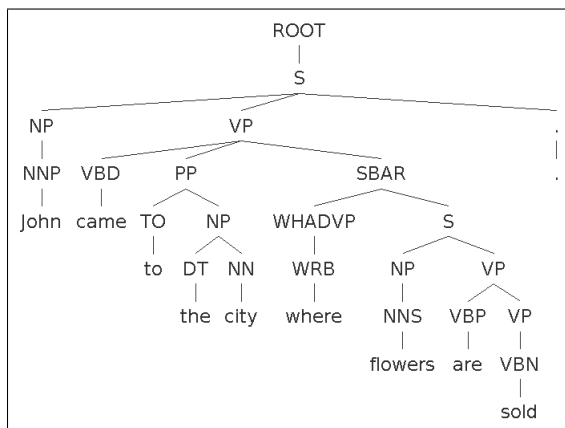 ROOT
S
NP VP .
NNP VBD PP SBAR .
John came TO NP WHADVP S
to DT NN WRB NP VP
the city where NNS VBP VP
flowers are VBN
sold